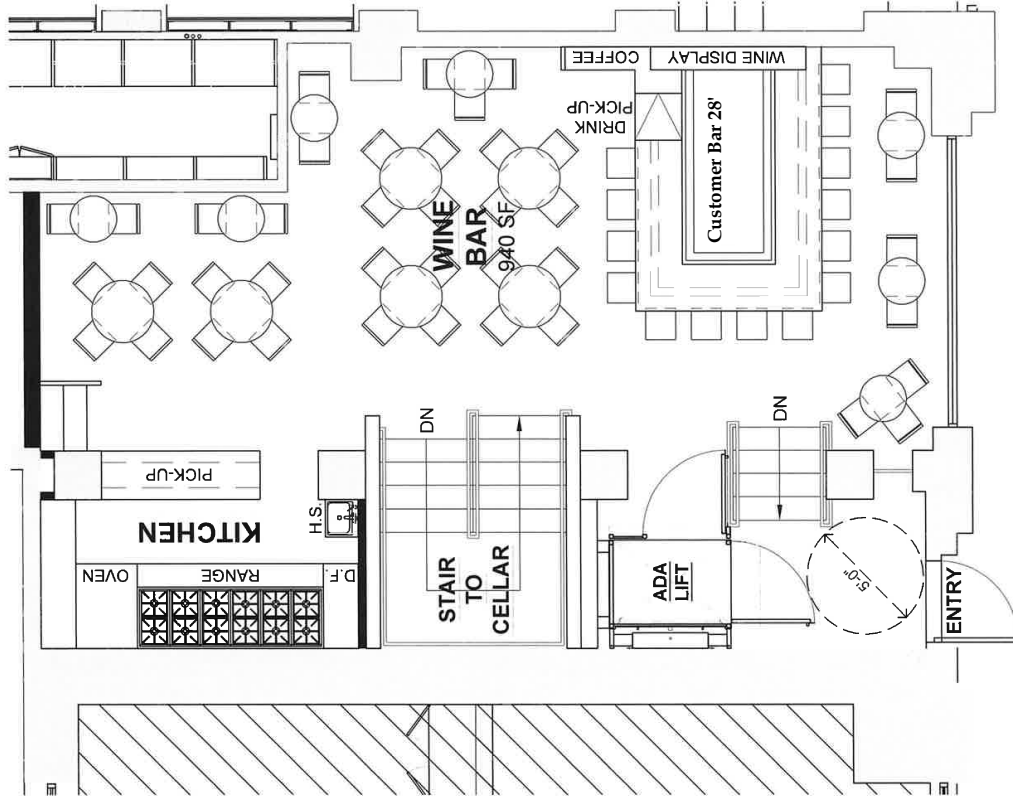 COFFEE
WINE DISPLAY
DRINK
PICK-UP
Customer Bar 28'
WINE
BAR
940 SF
DN
DN
PICK-UP
KITCHEN
H.S.
OVEN
RANGE
D.F.
STAIR
TO
CELLAR
ADA
LIFT
5'-0"
ENTRY